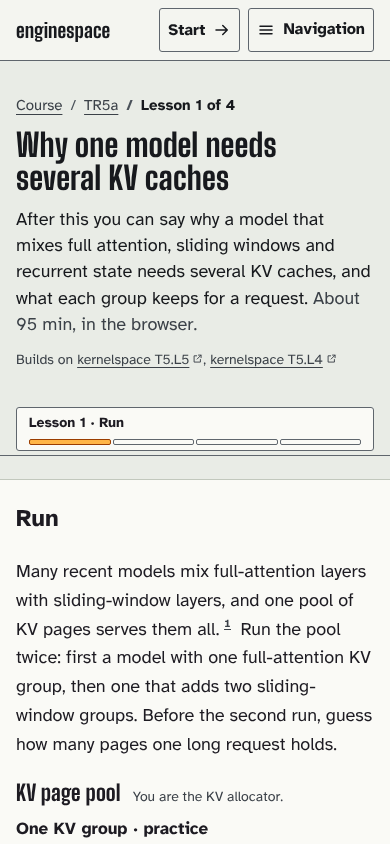 enginespace
Start →
Navigation
Course / TR5a / Lesson 1 of 4
Why one model needs
several KV caches
After this you can say why a model that
mixes full attention, sliding windows and
recurrent state needs several KV caches, and
what each group keeps for a request. About
95 min, in the browser.
Builds on kernelspace T5.L5, kernelspace T5.L4
Lesson 1 · Run
Run
Many recent models mix full-attention layers
with sliding-window layers, and one pool of
KV pages serves them all.1 Run the pool
twice: first a model with one full-attention KV
group, then one that adds two sliding-
window groups. Before the second run, guess
how many pages one long request holds.
KV page pool You are the KV allocator.
One KV group · practice